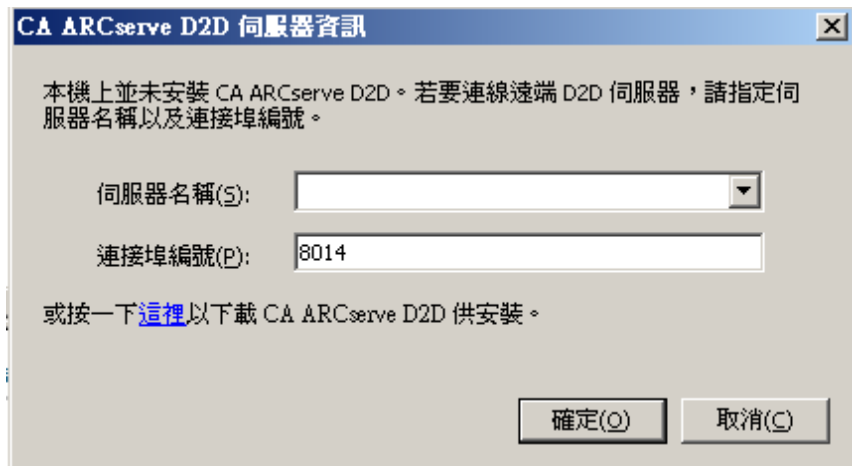 CA ARCserve D2D 伺服器資訊
本機上並未安裝 CA ARCserve D2D。若要連線遠端 D2D 伺服器，請指定伺
服器名稱以及連接埠編號。
伺服器名稱(S):
連接埠編號(P): 8014
或按一下這裡以下載 CA ARCserve D2D 供安裝。
確定(O) 取消(C)